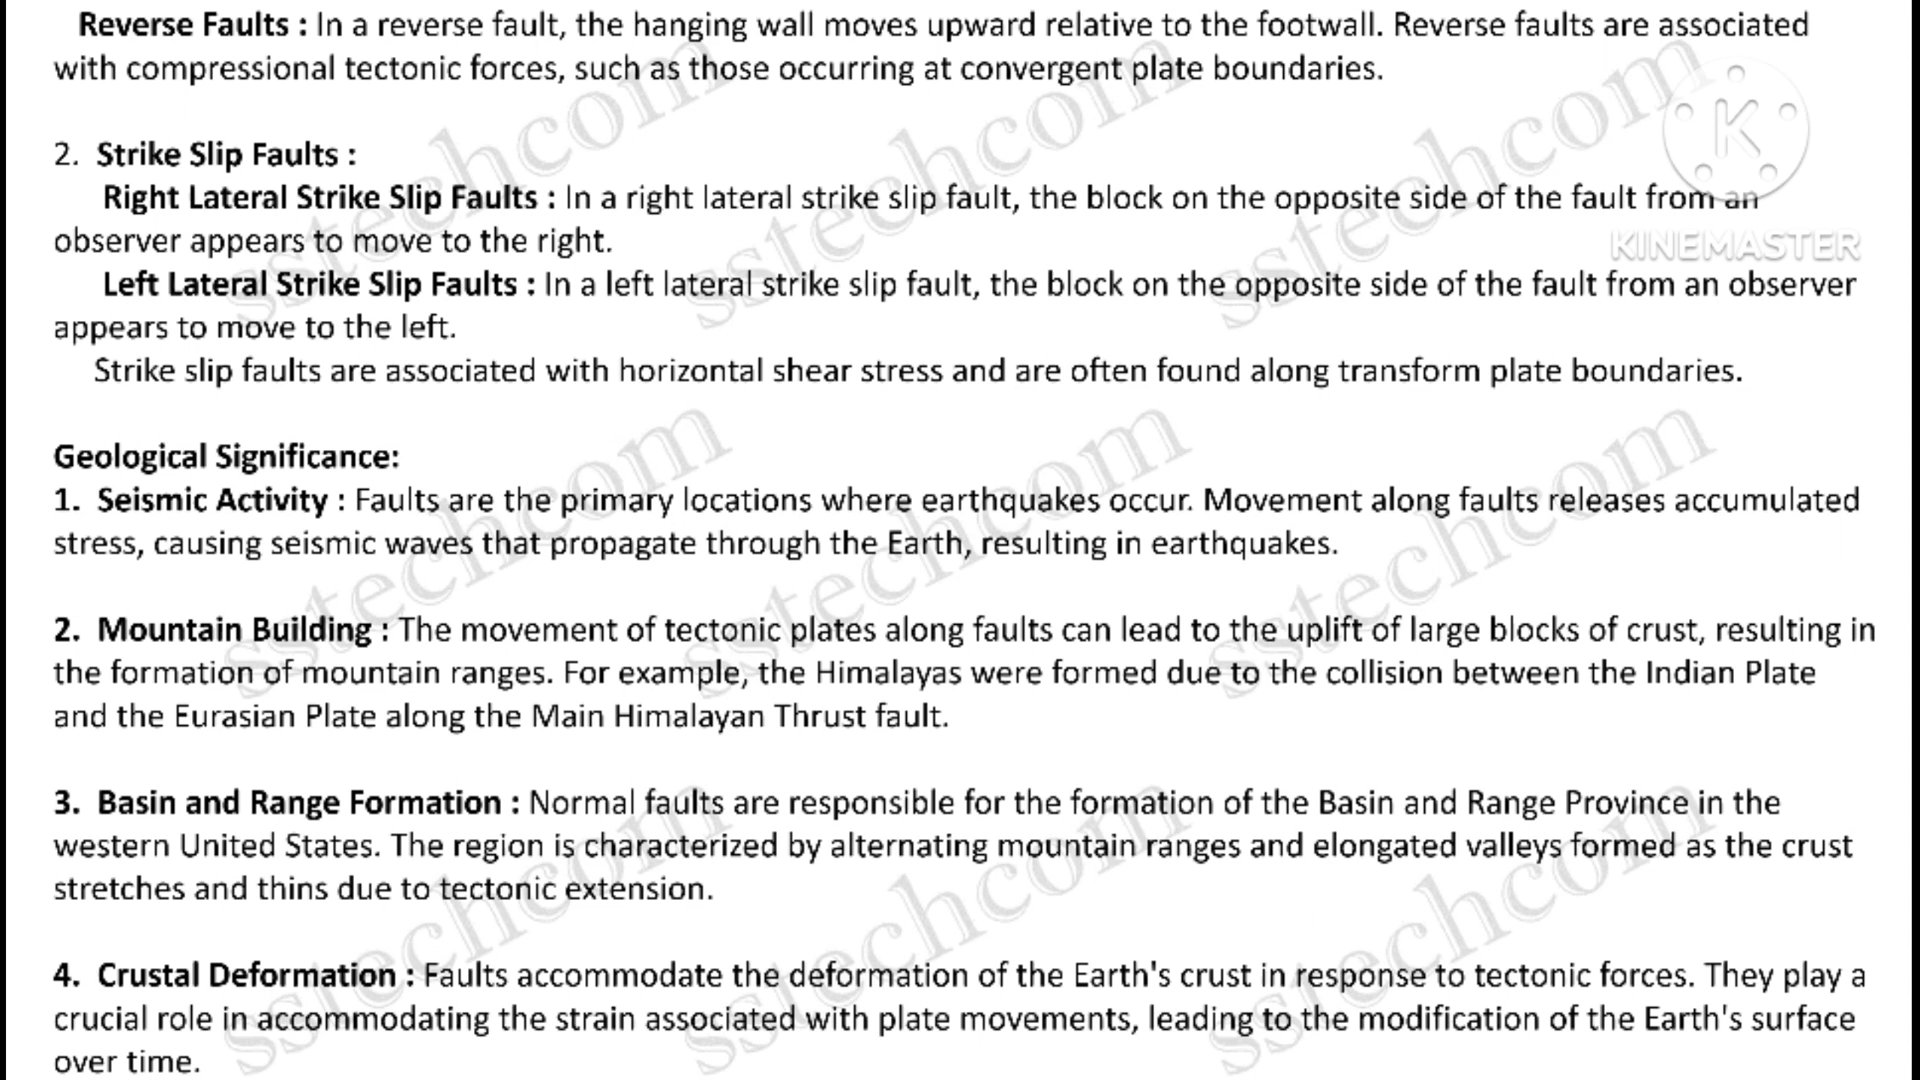 Reverse Faults : In a reverse fault, the hanging wall moves upward relative to the footwall. Reverse faults are associated
with compressional tectonic forces, such as those occurring at convergent plate boundaries.
2. Strike Slip Faults :
Right Lateral Strike Slip Faults : In a right lateral strike slip fault, the block on the opposite side of the fault from an
observer appears to move to the right.
KINEMASTER
Left Lateral Strike Slip Faults : In a left lateral strike slip fault, the block on the opposite side of the fault from an observer
appears to move to the left.
Strike slip faults are associated with horizontal shear stress and are often found along transform plate boundaries.
Geological Significance:
1. Seismic Activity : Faults are the primary locations where earthquakes occur. Movement along faults releases accumulated
stress, causing seismic waves that propagate through the Earth, resulting in earthquakes.
2. Mountain Building : The movement of tectonic plates along faults can lead to the uplift of large blocks of crust, resulting in
the formation of mountain ranges. For example, the Himalayas were formed due to the collision between the Indian Plate
and the Eurasian Plate along the Main Himalayan Thrust fault.
3. Basin and Range Formation : Normal faults are responsible for the formation of the Basin and Range Province in the
western United States. The region is characterized by alternating mountain ranges and elongated valleys formed as the crust
stretches and thins due to tectonic extension.
4. Crustal Deformation : Faults accommodate the deformation of the Earth's crust in response to tectonic forces. They play a
crucial role in accommodating the strain associated with plate movements, leading to the modification of the Earth's surface
over time.
K
sstechcom
sstechcom
sstechcom
sstechcom
sstechcom
sstechcom
sstechcom
sstechcom
sstechcom